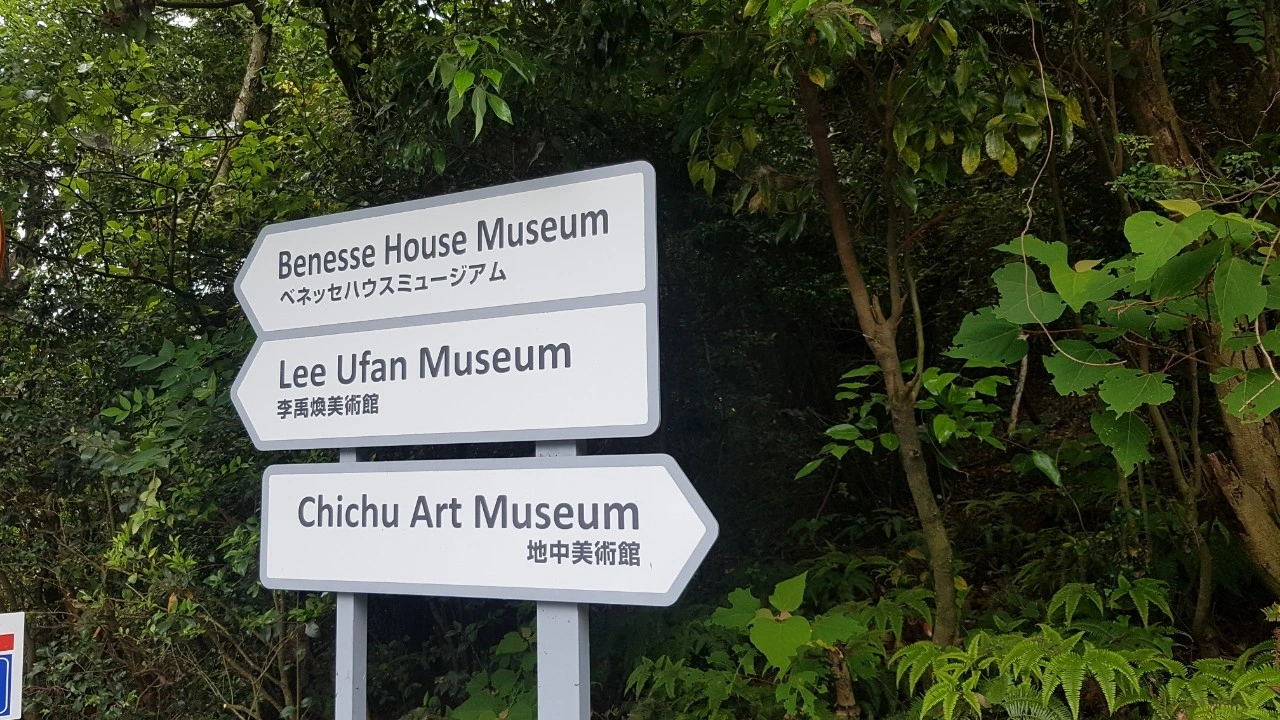 Benesse House Museum
ベネッセハウスミュージアム
Lee Ufan Museum
李禹煥美術館
Chichu Art Museum
地中美術館